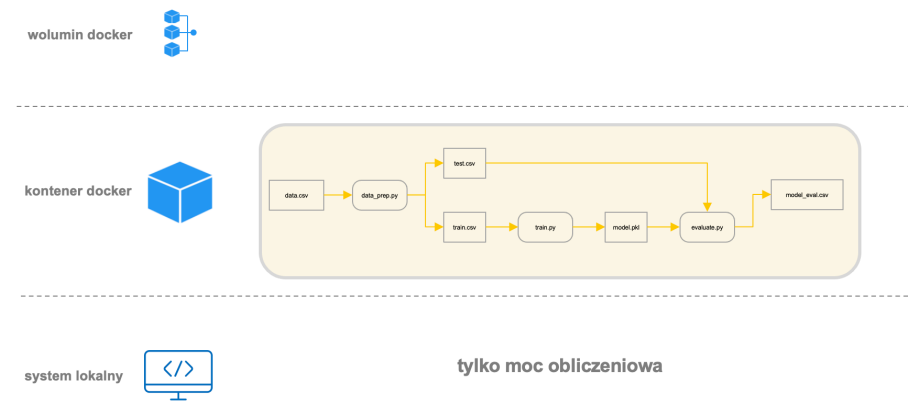 wolumin docker
kontener docker
data.csv
data_prep.py
test.csv
train.csv
train.py
model.pkl
evaluate.py
model_eval.csv
system lokalny
</>
tylko moc obliczeniowa